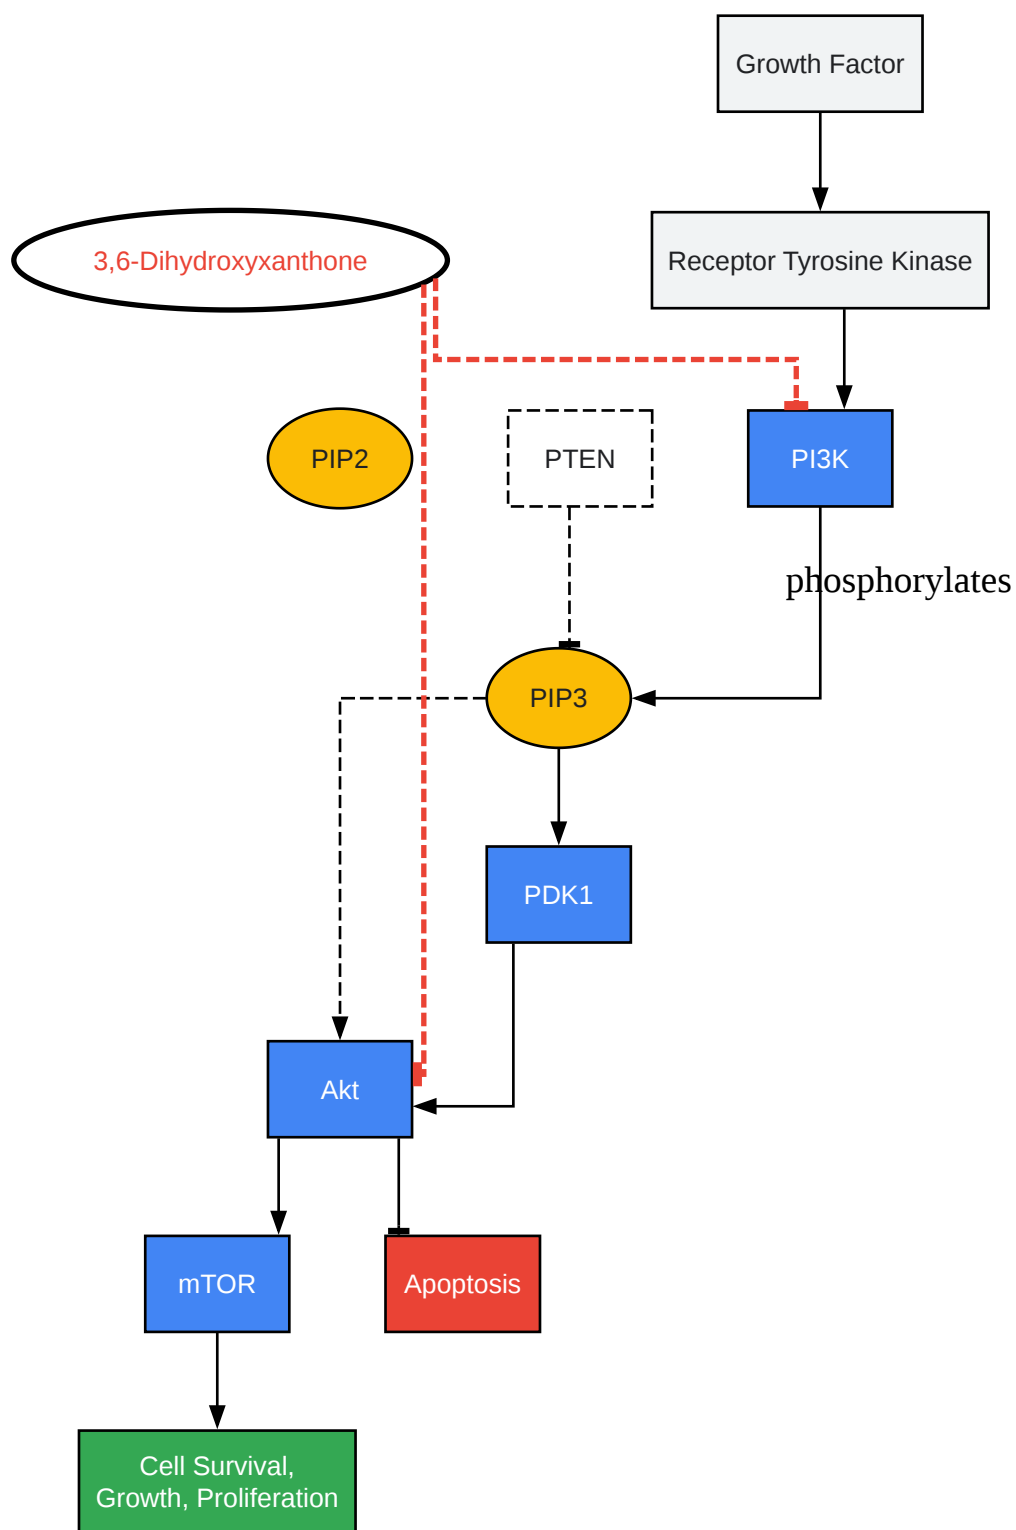 Growth Factor
3,6-Dihydroxyxanthone
Receptor Tyrosine Kinase
PIP2
PTEN
PI3K
phosphorylates
PIP3
PDK1
Akt
mTOR
Apoptosis
Cell Survival,
Growth, Proliferation